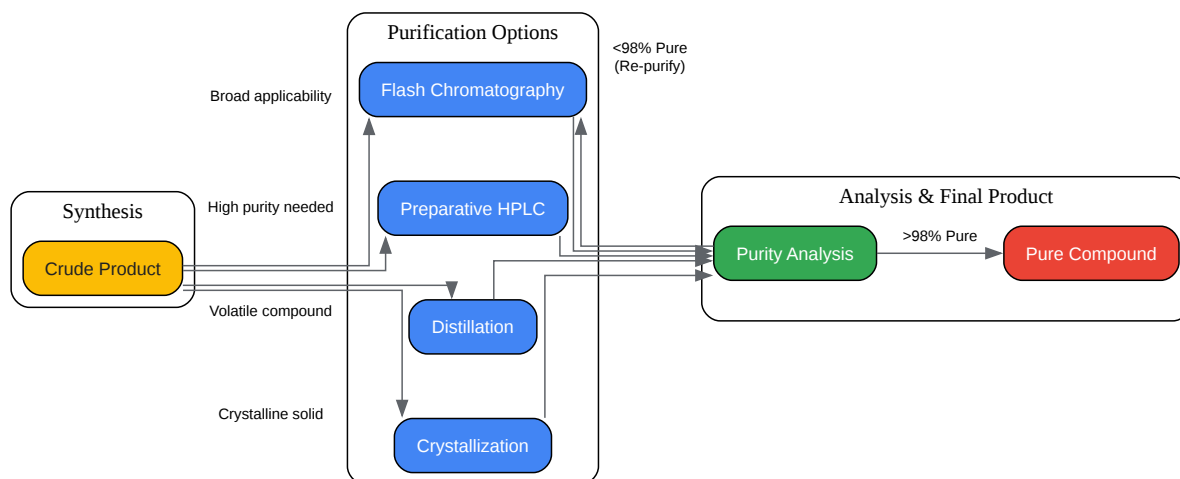 Purification Options
<98% Pure
(Re-purify)
Flash Chromatography
Broad applicability
Synthesis
High purity needed
Preparative HPLC
Analysis & Final Product
Crude Product
Purity Analysis
>98% Pure
Pure Compound
Volatile compound
Distillation
Crystalline solid
Crystallization